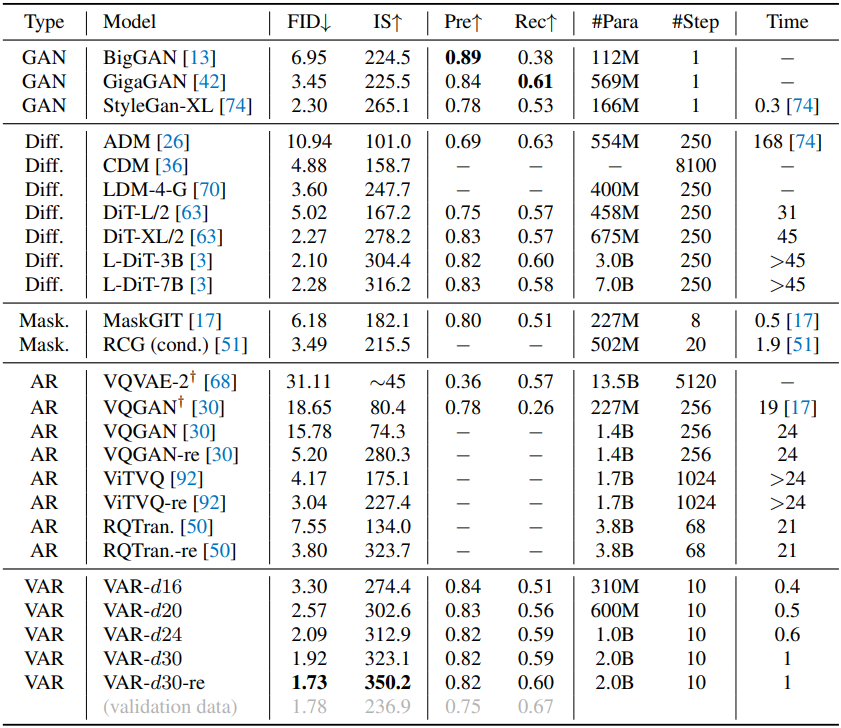 Type Model FID↓ IS↑ Pre↑ Rec↑ #Para #Step Time
GAN BigGAN [13] 6.95 224.5 0.89 0.38 112M 1 −
GAN GigaGAN [42] 3.45 225.5 0.84 0.61 569M 1 −
GAN StyleGan-XL [74] 2.30 265.1 0.78 0.53 166M 1 0.3 [74]
Diff. ADM [26] 10.94 101.0 0.69 0.63 554M 250 168 [74]
Diff. CDM [36] 4.88 158.7 − − − 8100 −
Diff. LDM-4-G [70] 3.60 247.7 − − 400M 250 −
Diff. DiT-L/2 [63] 5.02 167.2 0.75 0.57 458M 250 31
Diff. DiT-XL/2 [63] 2.27 278.2 0.83 0.57 675M 250 45
Diff. L-DiT-3B [3] 2.10 304.4 0.82 0.60 3.0B 250 >45
Diff. L-DiT-7B [3] 2.28 316.2 0.83 0.58 7.0B 250 >45
Mask. MaskGIT [17] 6.18 182.1 0.80 0.51 227M 8 0.5 [17]
Mask. RCG (cond.) [51] 3.49 215.5 − − 502M 20 1.9 [51]
AR VQVAE-2† [68] 31.11 ∼45 0.36 0.57 13.5B 5120 −
AR VQGAN† [30] 18.65 80.4 0.78 0.26 227M 256 19 [17]
AR VQGAN [30] 15.78 74.3 − − 1.4B 256 24
AR VQGAN-re [30] 5.20 280.3 − − 1.4B 256 24
AR ViTVQ [92] 4.17 175.1 − − 1.7B 1024 >24
AR ViTVQ-re [92] 3.04 227.4 − − 1.7B 1024 >24
AR RQTran. [50] 7.55 134.0 − − 3.8B 68 21
AR RQTran.-re [50] 3.80 323.7 − − 3.8B 68 21
VAR VAR-d16 3.30 274.4 0.84 0.51 310M 10 0.4
VAR VAR-d20 2.57 302.6 0.83 0.56 600M 10 0.5
VAR VAR-d24 2.09 312.9 0.82 0.59 1.0B 10 0.6
VAR VAR-d30 1.92 323.1 0.82 0.59 2.0B 10 1
VAR VAR-d30-re 1.73 350.2 0.82 0.60 2.0B 10 1
(validation data) 1.78 236.9 0.75 0.67